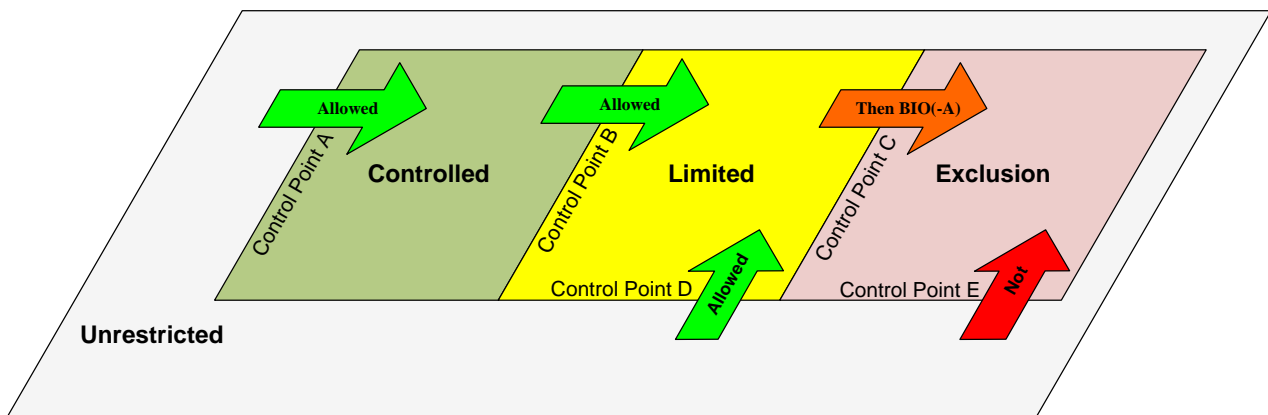 Allowed
Allowed
Then BIO(-A)
Control Point A
Control Point B
Control Point C
Controlled
Limited
Exclusion
Control Point D
Allowed
Control Point E
Not
Unrestricted